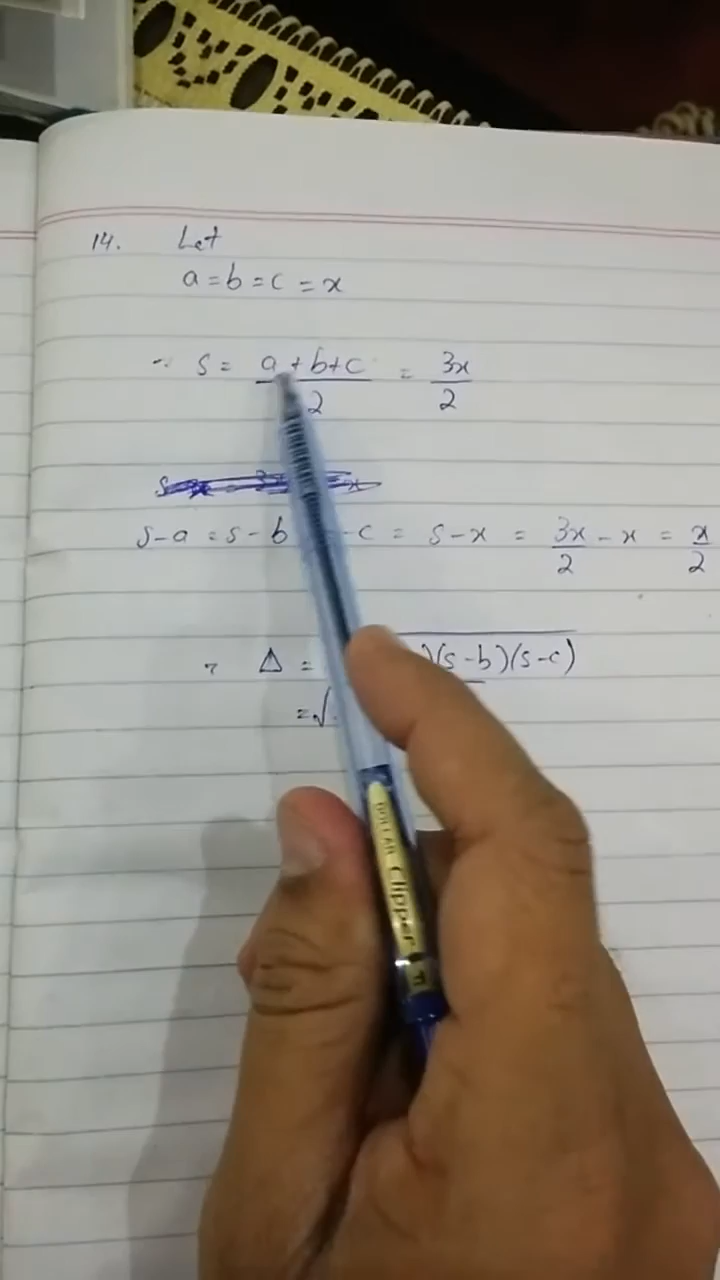 14. Let
a = b = c = x
∵ s = a+b+c / 2 = 3x / 2
s-a = s-b -c = s-x = 3x/2 - x = x/2
∵ Δ = )(s-b)(s-c)
= √
DOLLAR Clipper